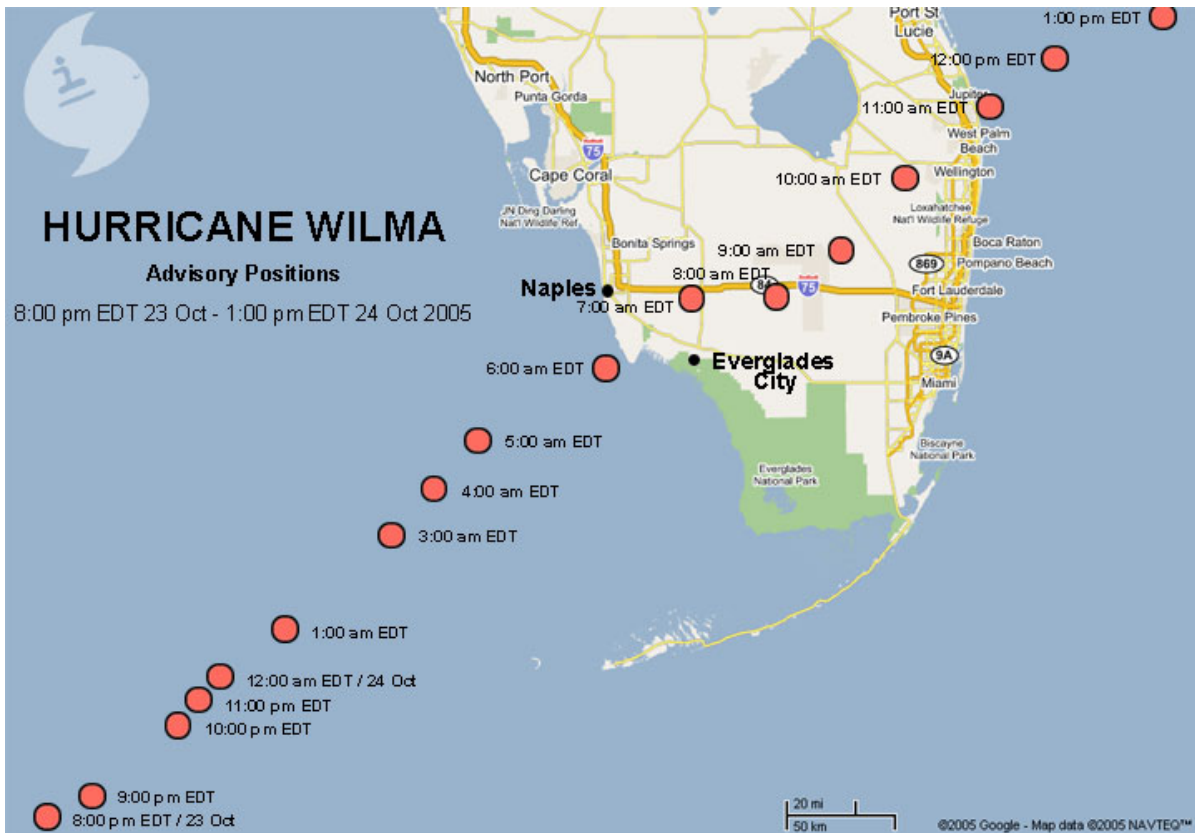 Port St
Lucie
1:00 pm EDT
12:00 pm EDT
North Port
Punta Gorda
Jupiter
11:00 am EDT
West Palm
Beach
75
Cape Coral
10:00 am EDT
Wellington
JN Ding Darling
Nat'l Wildlife Ref
Loxahatchee
Nat'l Wildlife Refuge
HURRICANE WILMA
Bonita Springs
9:00 am EDT
Boca Raton
869
Pompano Beach
Advisory Positions
8:00 am EDT
Naples
84
75
Fort Lauderdale
8:00 pm EDT 23 Oct - 1:00 pm EDT 24 Oct 2005
7:00 am EDT
Pembroke Pines
9A
6:00 am EDT
Everglades
City
Miami
5:00 am EDT
Biscayne
National Park
Everglades
National Park
4:00 am EDT
3:00 am EDT
1:00 am EDT
12:00 am EDT / 24 Oct
11:00 pm EDT
10:00 pm EDT
9:00 pm EDT
8:00 pm EDT / 23 Oct
20 mi
50 km
©2005 Google - Map data ©2005 NAVTEQ™